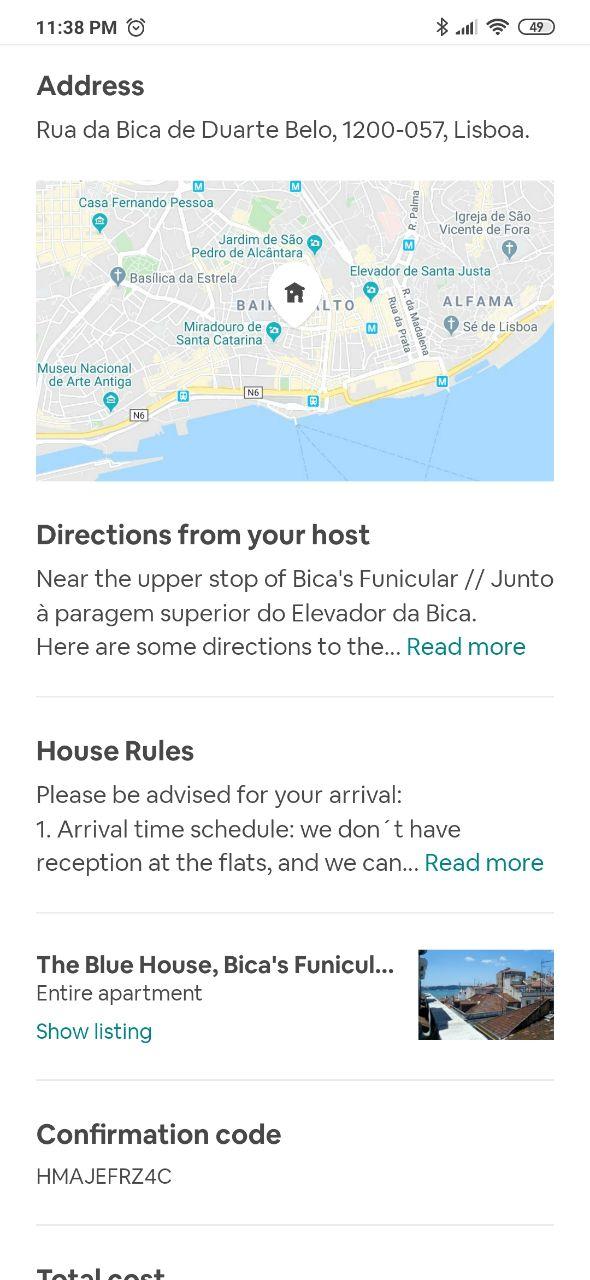 11:38 PM
49
Address
Rua da Bica de Duarte Belo, 1200-057, Lisboa.
M
M
Casa Fernando Pessoa
R. Palma
Igreja de São
Vicente de Fora
Jardim de São
Pedro de Alcântara
M
Basílica da Estrela
Elevador de Santa Justa
BAIR
ALTO
R. da Madalena
Rua da Prata
ALFAMA
Miradouro de
Santa Catarina
M
Sé de Lisboa
Museu Nacional
de Arte Antiga
M
N6
N6
Directions from your host
Near the upper stop of Bica's Funicular // Junto
à paragem superior do Elevador da Bica.
Here are some directions to the... Read more
House Rules
Please be advised for your arrival:
1. Arrival time schedule: we don´t have
reception at the flats, and we can... Read more
The Blue House, Bica's Funicul...
Entire apartment
Show listing
Confirmation code
HMAJEFRZ4C
Total cost